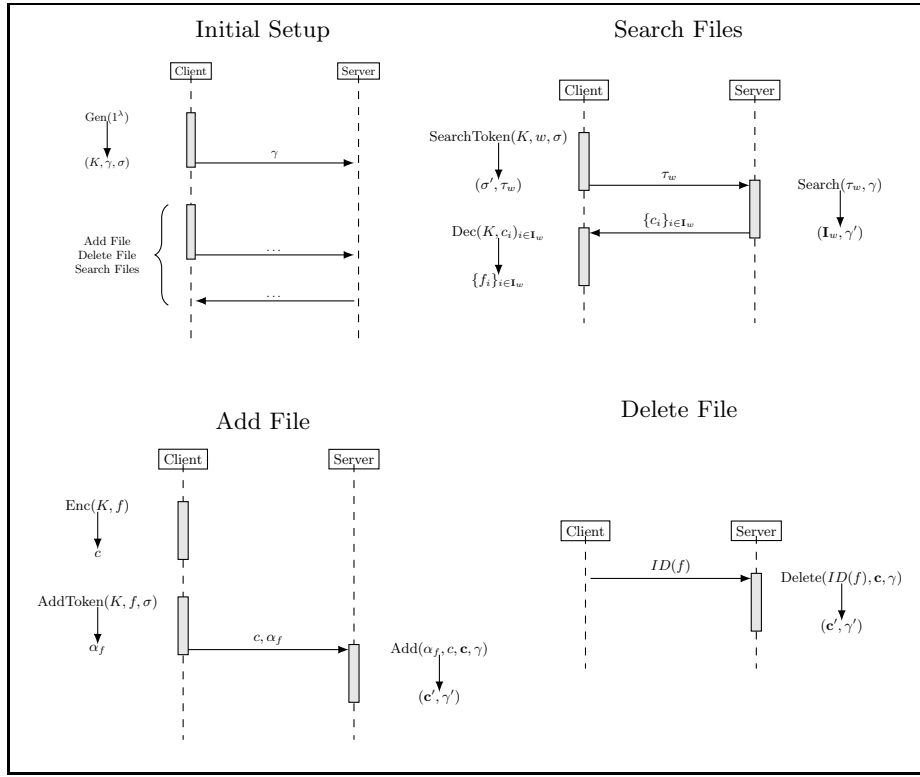 Initial Setup
Client
Server
Gen(1^λ)
(K, γ, σ)
γ
Add File
Delete File
Search Files
...
...
Search Files
Client
Server
SearchToken(K, w, σ)
(σ′, τ_w)
τ_w
Search(τ_w, γ)
(I_w, γ′)
{c_i}_{i∈I_w}
Dec(K, c_i)_{i∈I_w}
{f_i}_{i∈I_w}
Add File
Client
Server
Enc(K, f)
c
AddToken(K, f, σ)
α_f
c, α_f
Add(α_f, c, c, γ)
(c′, γ′)
Delete File
Client
Server
ID(f)
Delete(ID(f), c, γ)
(c′, γ′)